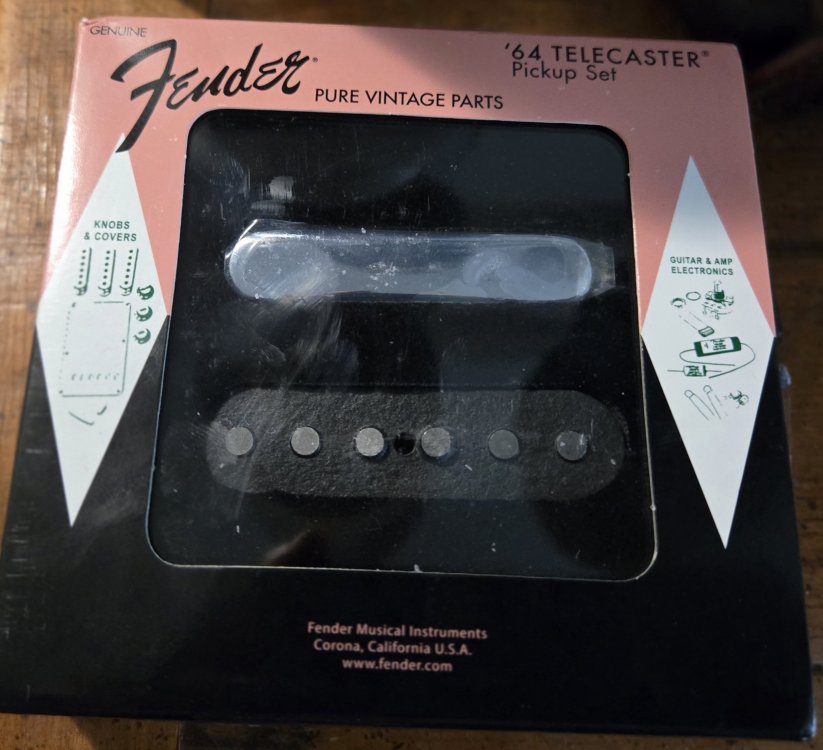 GENUINE
Fender®
PURE VINTAGE PARTS
'64 TELECASTER®
Pickup Set
KNOBS
& COVERS
GUITAR & AMP
ELECTRONICS
Fender Musical Instruments
Corona, California U.S.A.
www.fender.com